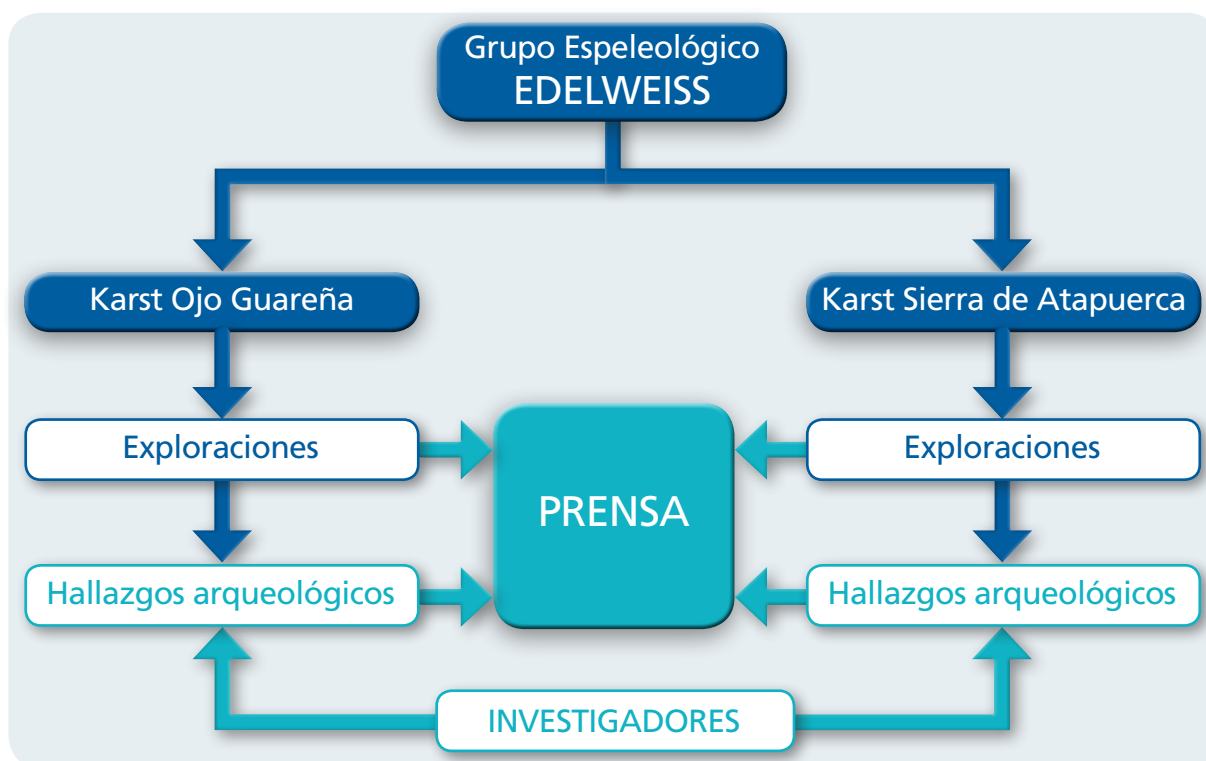 Grupo Espeleológico
EDELWEISS
Karst Ojo Guareña
Karst Sierra de Atapuerca
Exploraciones
Exploraciones
PRENSA
Hallazgos arqueológicos
Hallazgos arqueológicos
INVESTIGADORES